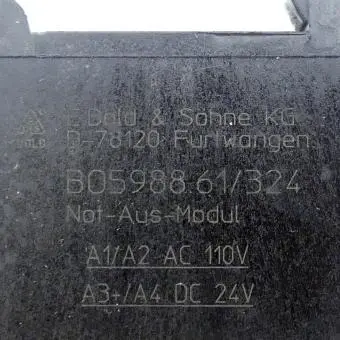 E. Dold & Söhne KG
D-78120 Furtwangen
BO5988.61/324
Not-Aus-Modul
A1/A2 AC 110V
A3+/A4 DC 24V